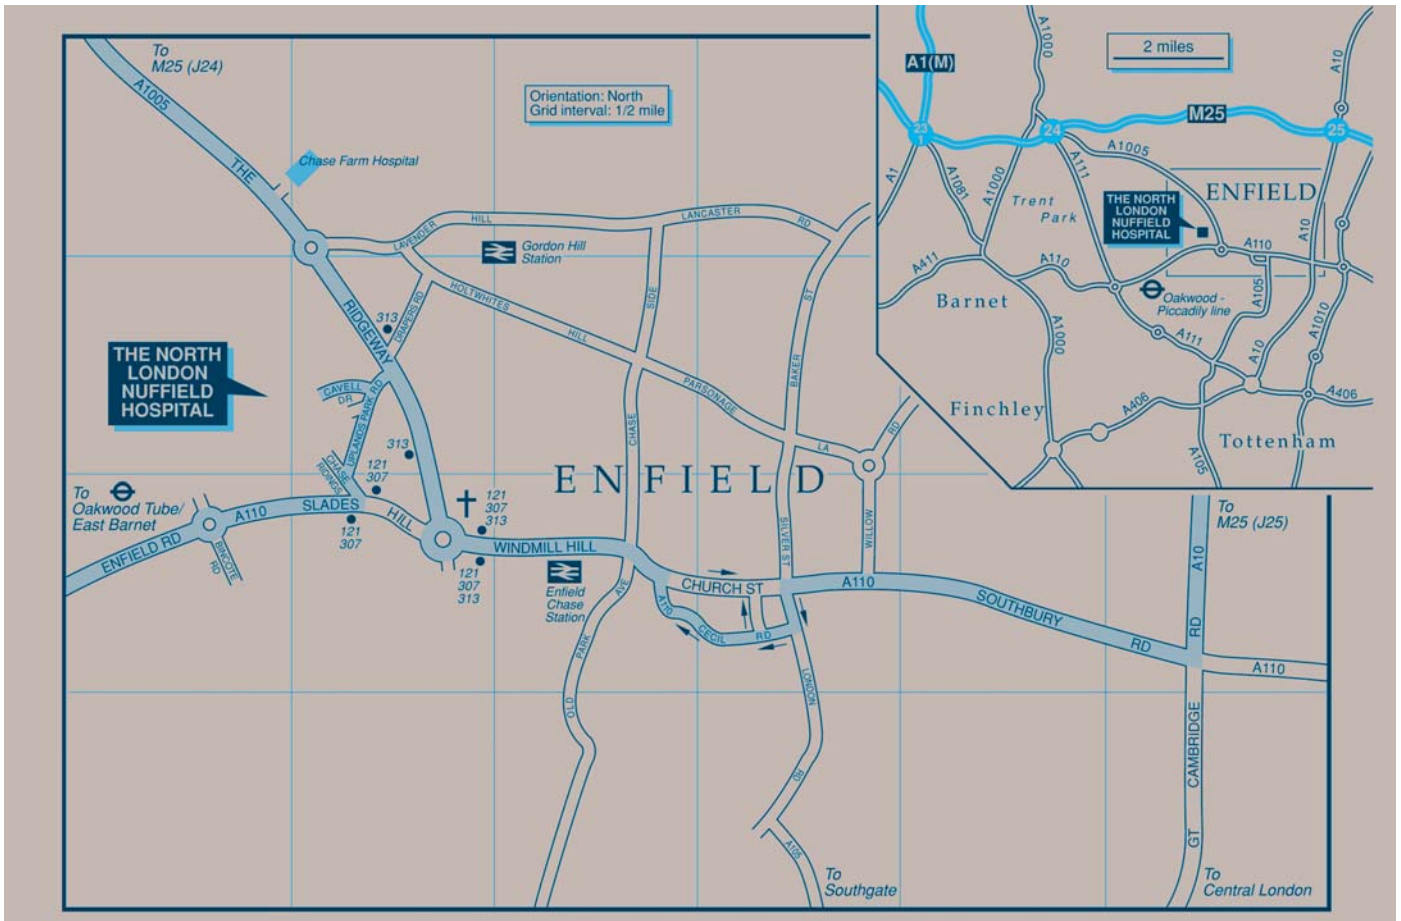 To
M25 (J24)
A1005
THE
RIDGEWAY
Chase Farm Hospital
Orientation: North
Grid interval: 1/2 mile
LAVENDER
HILL
LANCASTER
RD
Gordon Hill
Station
HOLTWHITES
HILL
DRAPERS RD
SIDE
CHASE
BAKER
ST
PARSONAGE
LA
RD
WILLOW
SILVER ST
313
THE NORTH
LONDON
NUFFIELD
HOSPITAL
CAVELL
DR
UPLANDS PARK RD
CHASE
RIDINGS
313
121
307
121
307
To
Oakwood Tube/
East Barnet
ENFIELD RD
A110
SLADES
HILL
BINCOTE
RD
121
307
313
121
307
313
WINDMILL HILL
Enfield
Chase
Station
ENFIELD
CHURCH ST
A110
CECIL
RD
A110
SOUTHBURY
RD
A110
OLD
PARK
AVE
LONDON
RD
A105
To
Southgate
To
M25 (J25)
A10
RD
CAMBRIDGE
GT
To
Central London
A1(M)
A1000
2 miles
A10
M25
23
1
24
25
A1
A1081
A1000
A111
A1005
Trent
Park
THE NORTH
LONDON
NUFFIELD
HOSPITAL
ENFIELD
A10
A110
A411
A110
Barnet
Oakwood -
Piccadily line
A105
A1010
A1000
A111
A10
Finchley
A406
A406
Tottenham
A105